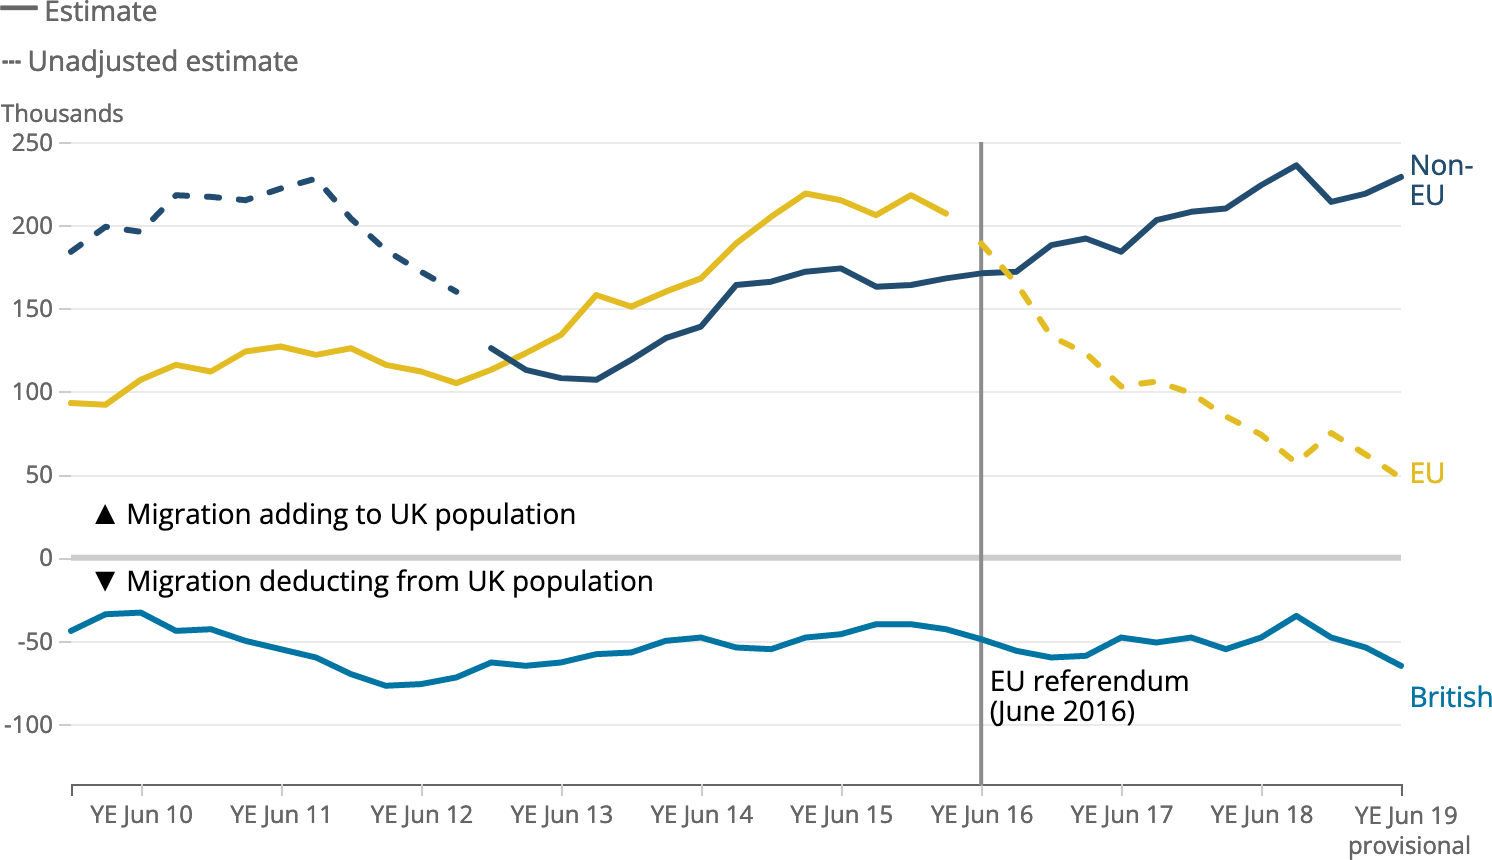 Estimate
Unadjusted estimate
Thousands
250
200
150
100
50
0
-50
-100
Non-
EU
EU
▲ Migration adding to UK population
▼ Migration deducting from UK population
EU referendum
(June 2016)
British
YE Jun 10
YE Jun 11
YE Jun 12
YE Jun 13
YE Jun 14
YE Jun 15
YE Jun 16
YE Jun 17
YE Jun 18
YE Jun 19
provisional